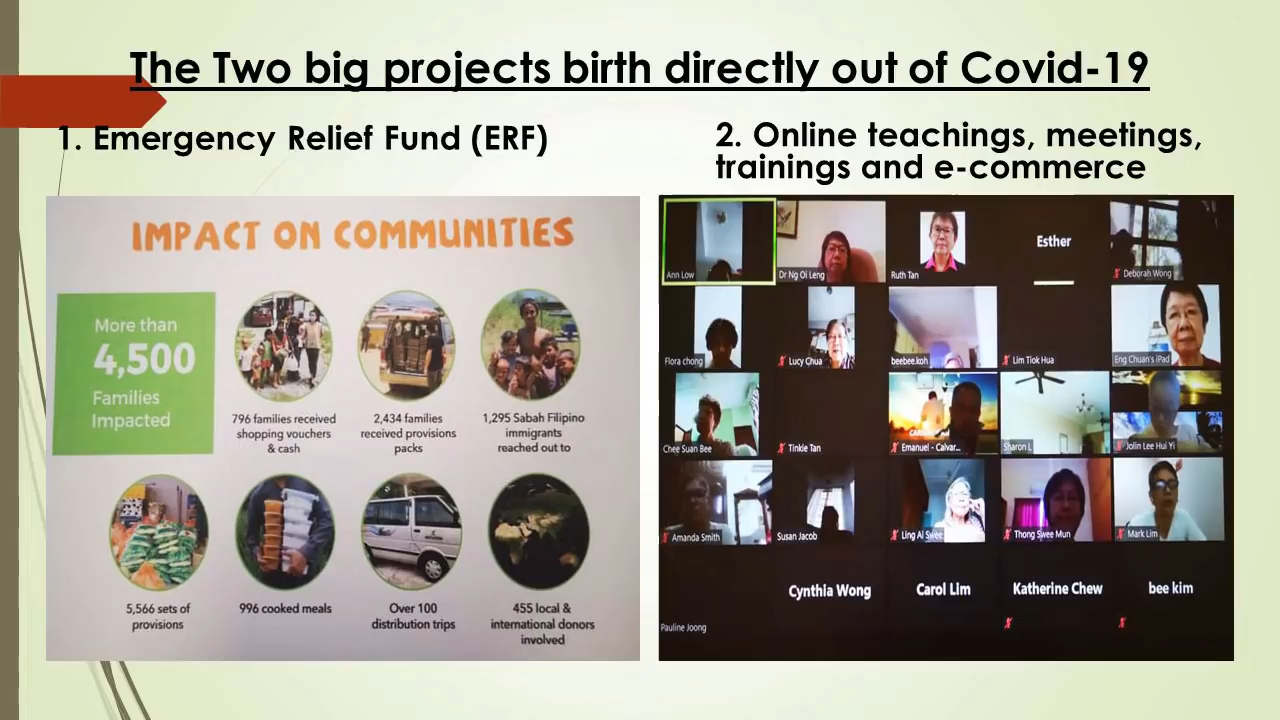 The Two big projects birth directly out of Covid-19
1. Emergency Relief Fund (ERF)
2. Online teachings, meetings,
trainings and e-commerce
IMPACT ON COMMUNITIES
More than
4,500
Families
Impacted
796 families received
shopping vouchers
& cash
2,434 families
received provisions
packs
1,295 Sabah Filipino
immigrants
reached out to
5,566 sets of
provisions
996 cooked meals
Over 100
distribution trips
455 local &
international donors
involved
Ann Low
Dr Ng Oi Leng
Ruth Tan
Esther
Deborah Wong
Flora chong
Lucy Chua
beebee.koh
Lim Tiok Hua
Eng Chuan's iPad
Chee Suan Bee
Tinkie Tan
Emanuel - Calvar...
Sharon L
Jolin Lee Hui Yi
Amanda Smith
Susan Jacob
Ling Ai Swee
Thong Swee Mun
Mark Lim
Pauline Joong
Cynthia Wong
Carol Lim
Katherine Chew
bee kim